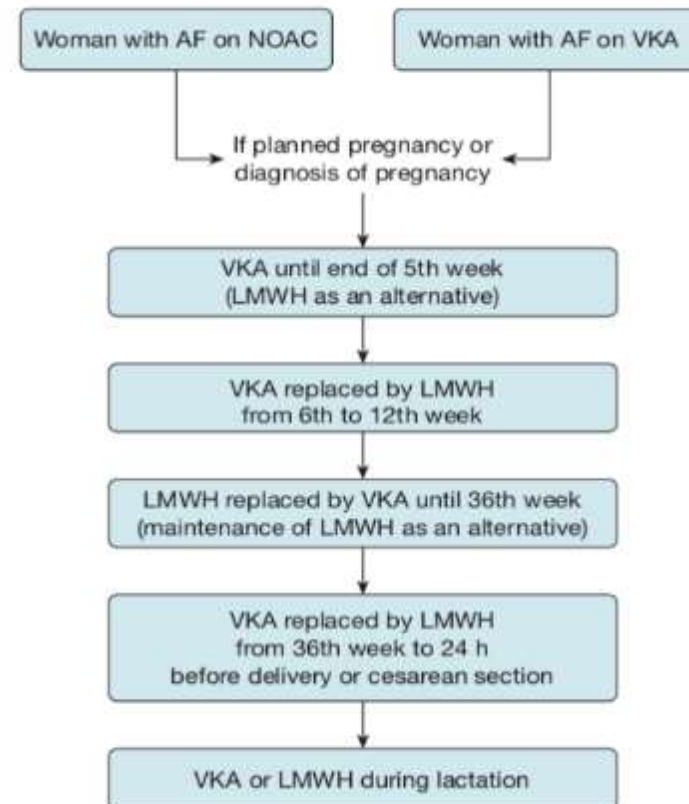 Woman with AF on NOAC
Woman with AF on VKA
If planned pregnancy or
diagnosis of pregnancy
VKA until end of 5th week
(LMWH as an alternative)
VKA replaced by LMWH
from 6th to 12th week
LMWH replaced by VKA until 36th week
(maintenance of LMWH as an alternative)
VKA replaced by LMWH
from 36th week to 24 h
before delivery or cesarean section
VKA or LMWH during lactation